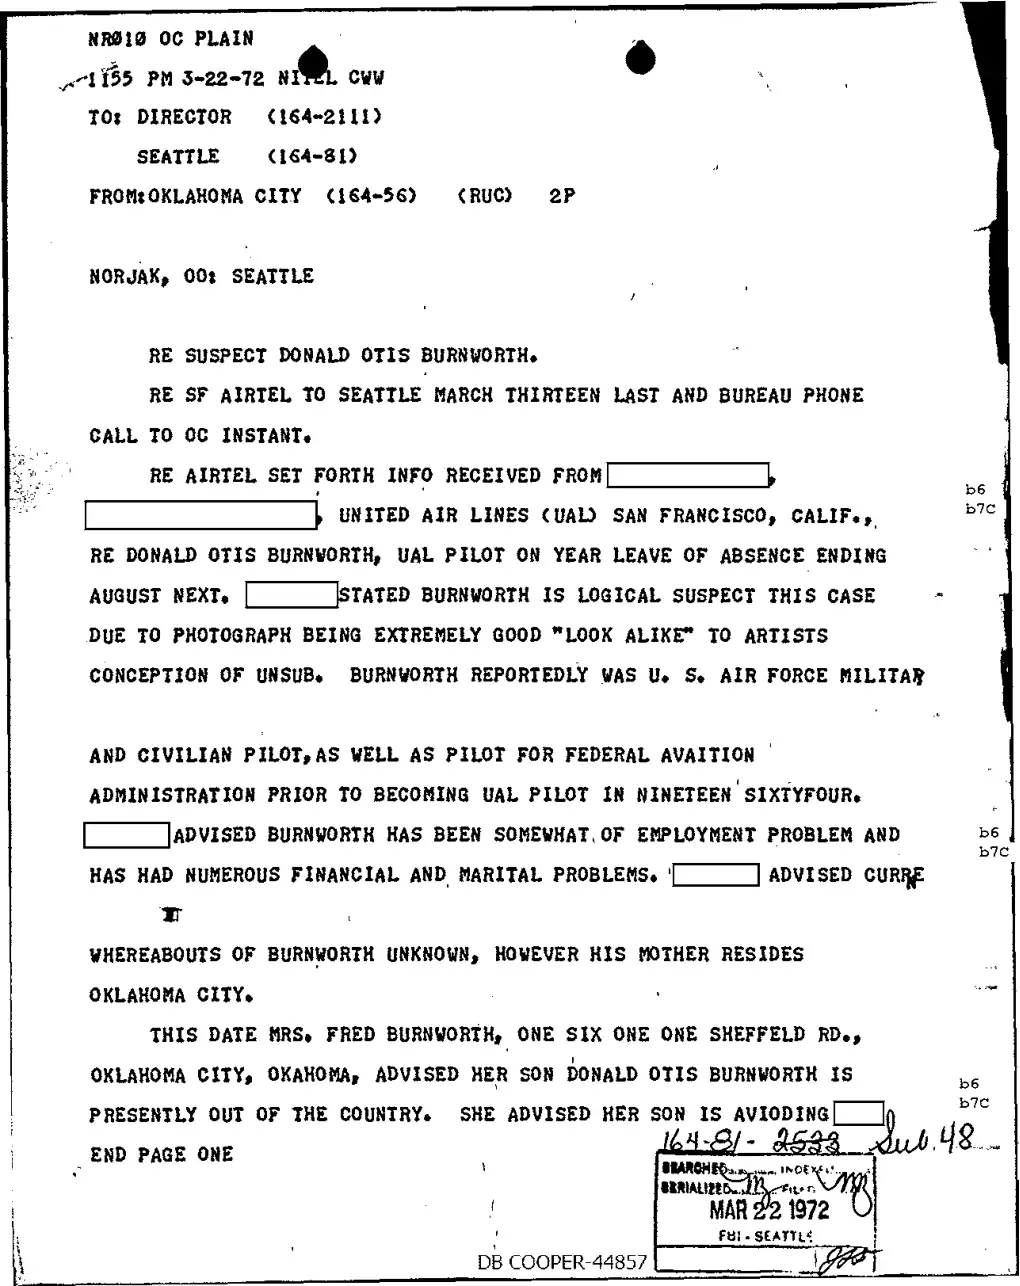 NRØ1Ø OC PLAIN
1155 PM 3-22-72 NITEL CWW
TO: DIRECTOR (164-2111)
SEATTLE (164-81)
FROM:OKLAHOMA CITY (164-56) (RUC) 2P
NORJAK, OO: SEATTLE
RE SUSPECT DONALD OTIS BURNWORTH.
RE SF AIRTEL TO SEATTLE MARCH THIRTEEN LAST AND BUREAU PHONE
CALL TO OC INSTANT.
RE AIRTEL SET FORTH INFO RECEIVED FROM ,
b6
b7C
, UNITED AIR LINES (UAL) SAN FRANCISCO, CALIF.,
RE DONALD OTIS BURNWORTH, UAL PILOT ON YEAR LEAVE OF ABSENCE ENDING
AUGUST NEXT. STATED BURNWORTH IS LOGICAL SUSPECT THIS CASE
DUE TO PHOTOGRAPH BEING EXTREMELY GOOD "LOOK ALIKE" TO ARTISTS
CONCEPTION OF UNSUB. BURNWORTH REPORTEDLY WAS U. S. AIR FORCE MILITAR
AND CIVILIAN PILOT,AS WELL AS PILOT FOR FEDERAL AVAITION
ADMINISTRATION PRIOR TO BECOMING UAL PILOT IN NINETEEN SIXTYFOUR.
ADVISED BURNWORTH HAS BEEN SOMEWHAT OF EMPLOYMENT PROBLEM AND
b6
b7C
HAS HAD NUMEROUS FINANCIAL AND MARITAL PROBLEMS. ADVISED CURRE
WHEREABOUTS OF BURNWORTH UNKNOWN, HOWEVER HIS MOTHER RESIDES
OKLAHOMA CITY.
THIS DATE MRS. FRED BURNWORTH, ONE SIX ONE ONE SHEFFELD RD.,
OKLAHOMA CITY, OKAHOMA, ADVISED HER SON DONALD OTIS BURNWORTH IS
b6
b7C
PRESENTLY OUT OF THE COUNTRY. SHE ADVISED HER SON IS AVIODING
END PAGE ONE
164-81- 2533 Sub. 48
SEARCHED INDEXED
SERIALIZED FILED
MAR 22 1972
FBI - SEATTLE
DB COOPER-44857